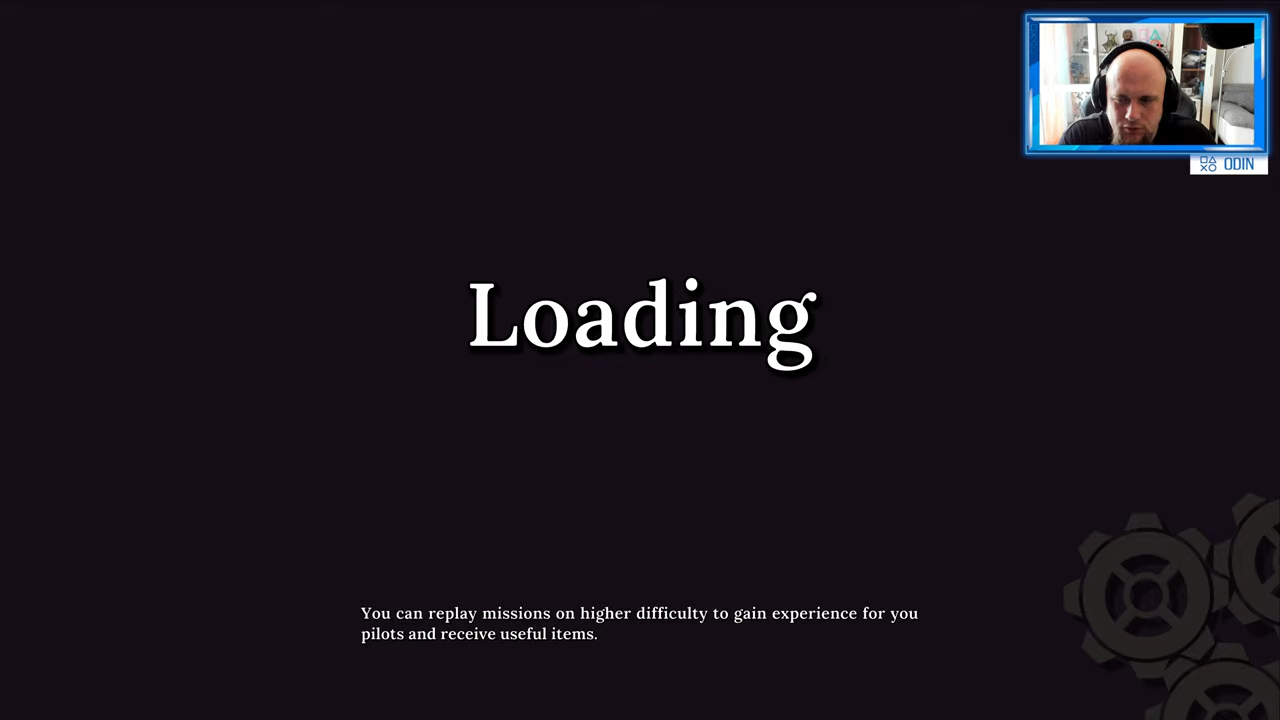 ODIN
Loading
You can replay missions on higher difficulty to gain experience for you
pilots and receive useful items.